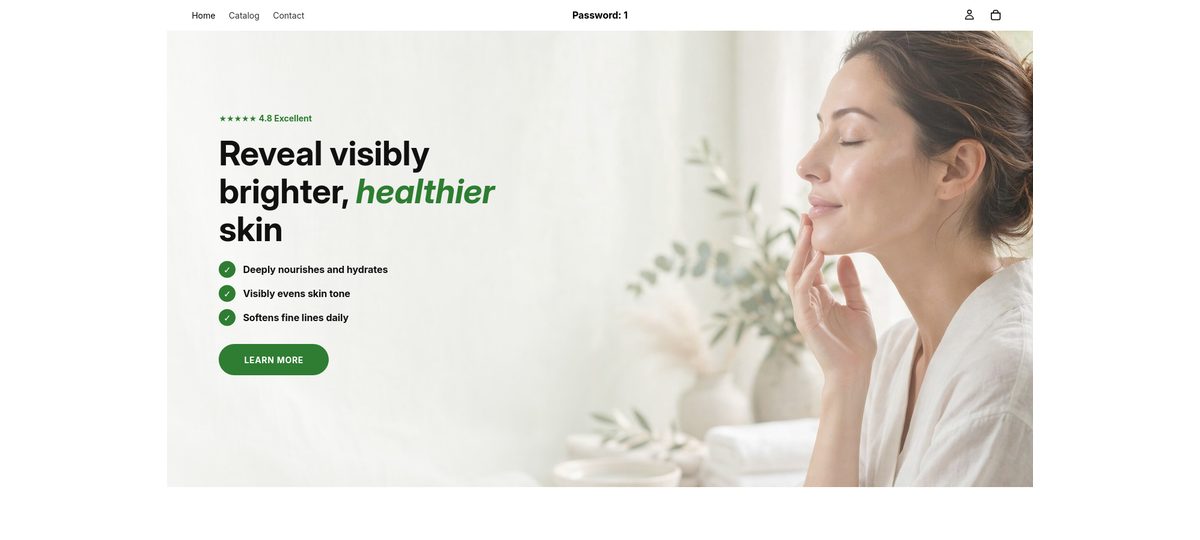 Home Catalog Contact
Password: 1
★★★★★ 4.8 Excellent
Reveal visibly
brighter, healthier
skin
✓ Deeply nourishes and hydrates
✓ Visibly evens skin tone
✓ Softens fine lines daily
LEARN MORE